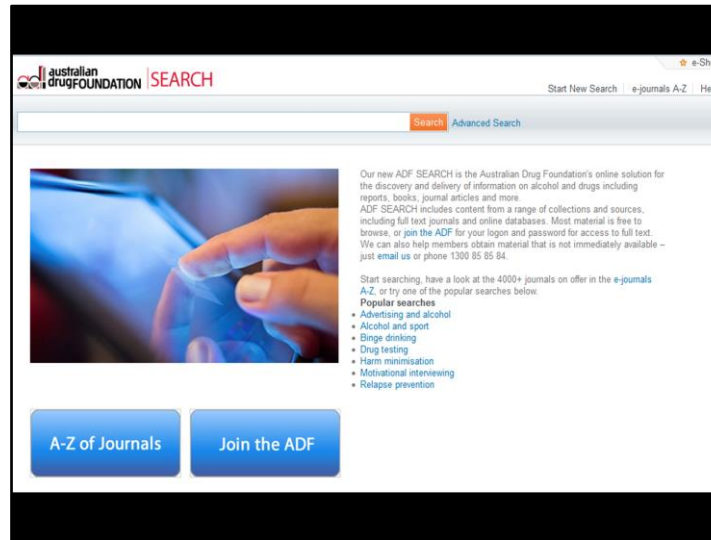 australian
drugFOUNDATION
SEARCH
e-Sh
Start New Search
e-journals A-Z
He
Search
Advanced Search
Our new ADF SEARCH is the Australian Drug Foundation's online solution for
the discovery and delivery of information on alcohol and drugs including
reports, books, journal articles and more.
ADF SEARCH includes content from a range of collections and sources,
including full text journals and online databases. Most material is free to
browse, or join the ADF for your logon and password for access to full text.
We can also help members obtain material that is not immediately available –
just email us or phone 1300 85 85 84.
Start searching, have a look at the 4000+ journals on offer in the e-journals
A-Z, or try one of the popular searches below.
Popular searches
Advertising and alcohol
Alcohol and sport
Binge drinking
Drug testing
Harm minimisation
Motivational interviewing
Relapse prevention
A-Z of Journals
Join the ADF